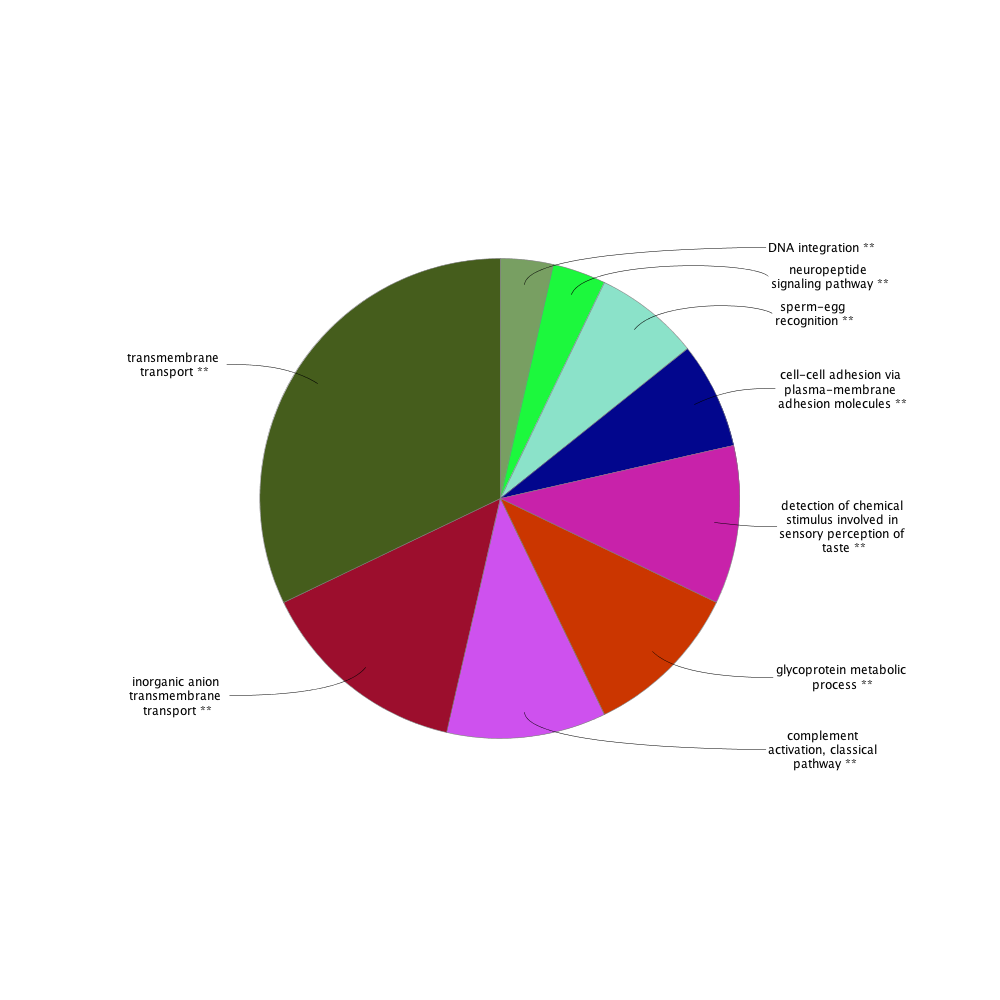 DNA integration **
neuropeptide
signaling pathway **
sperm-egg
recognition **
transmembrane
transport **
cell-cell adhesion via
plasma-membrane
adhesion molecules **
detection of chemical
stimulus involved in
sensory perception of
taste **
glycoprotein metabolic
process **
inorganic anion
transmembrane
transport **
complement
activation, classical
pathway **